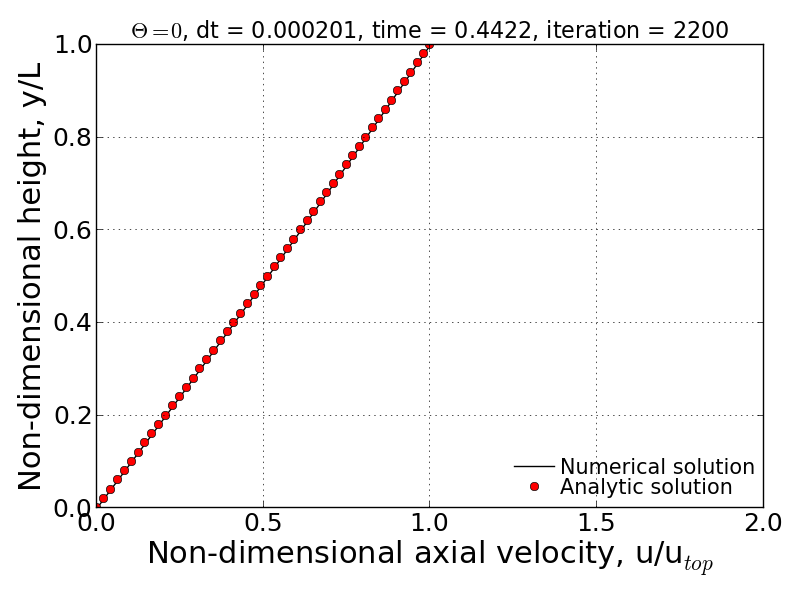 Θ=0, dt = 0.000201, time = 0.4422, iteration = 2200
1.0
0.8
0.6
0.4
0.2
0.0
Non-dimensional height, y/L
Numerical solution
Analytic solution
0.0 0.5 1.0 1.5 2.0
Non-dimensional axial velocity, u/u_top